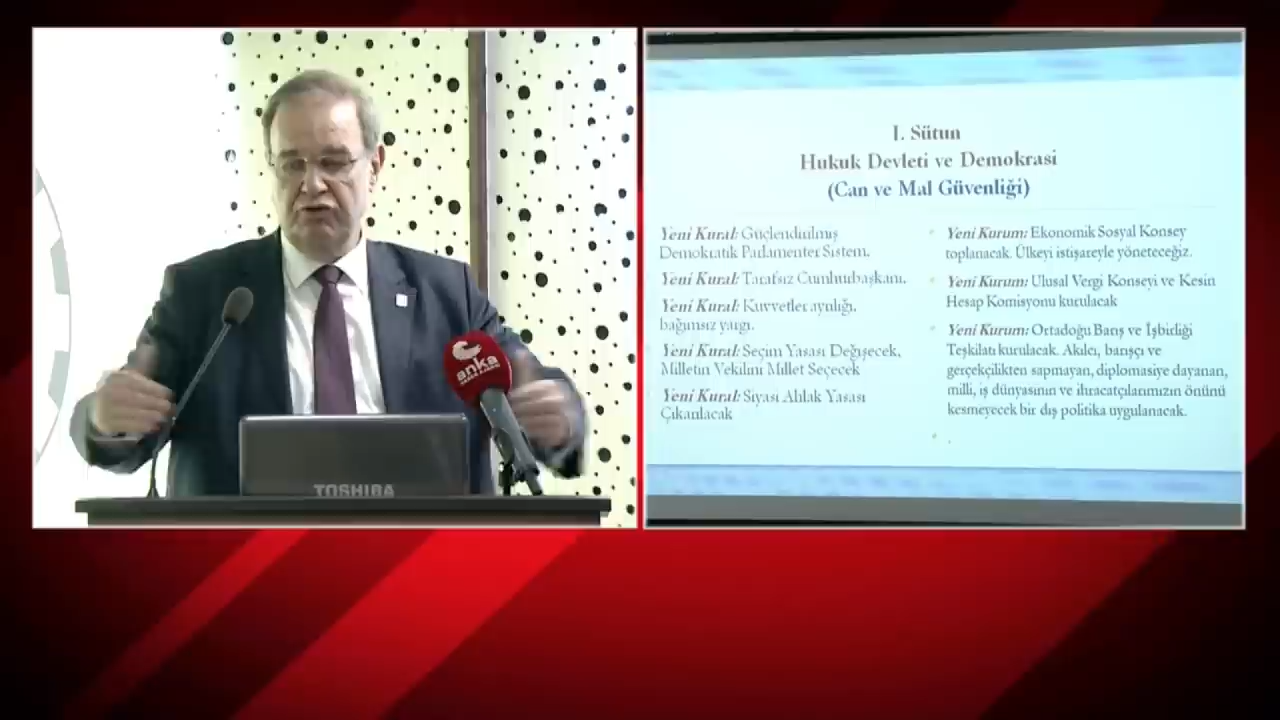 anka
TOSHIBA
I. Sütun
Hukuk Devleti ve Demokrasi
(Can ve Mal Güvenliği)
Yeni Kural: Güçlendirilmiş
Demokratik Parlamenter Sistem.
Yeni Kural: Tarafsız Cumhurbaşkanı.
Yeni Kural: Kuvvetler ayrılığı,
bağımsız yargı.
Yeni Kural: Seçim Yasası Değişecek,
Milletin Vekilini Millet Seçecek
Yeni Kural: Siyasi Ahlak Yasası
Çıkarılacak
Yeni Kurum: Ekonomik Sosyal Konsey
toplanacak. Ülkeyi istişareyle yöneteceğiz.
Yeni Kurum: Ulusal Vergi Konseyi ve Kesin
Hesap Komisyonu kurulacak
Yeni Kurum: Ortadoğu Barış ve İşbirliği
Teşkilatı kurulacak. Akılcı, barışçı ve
gerçekçilikten sapmayan, diplomasiye dayanan,
milli, iş dünyasının ve ihracatçılarımızın önünü
kesmeyecek bir dış politika uygulanacak.